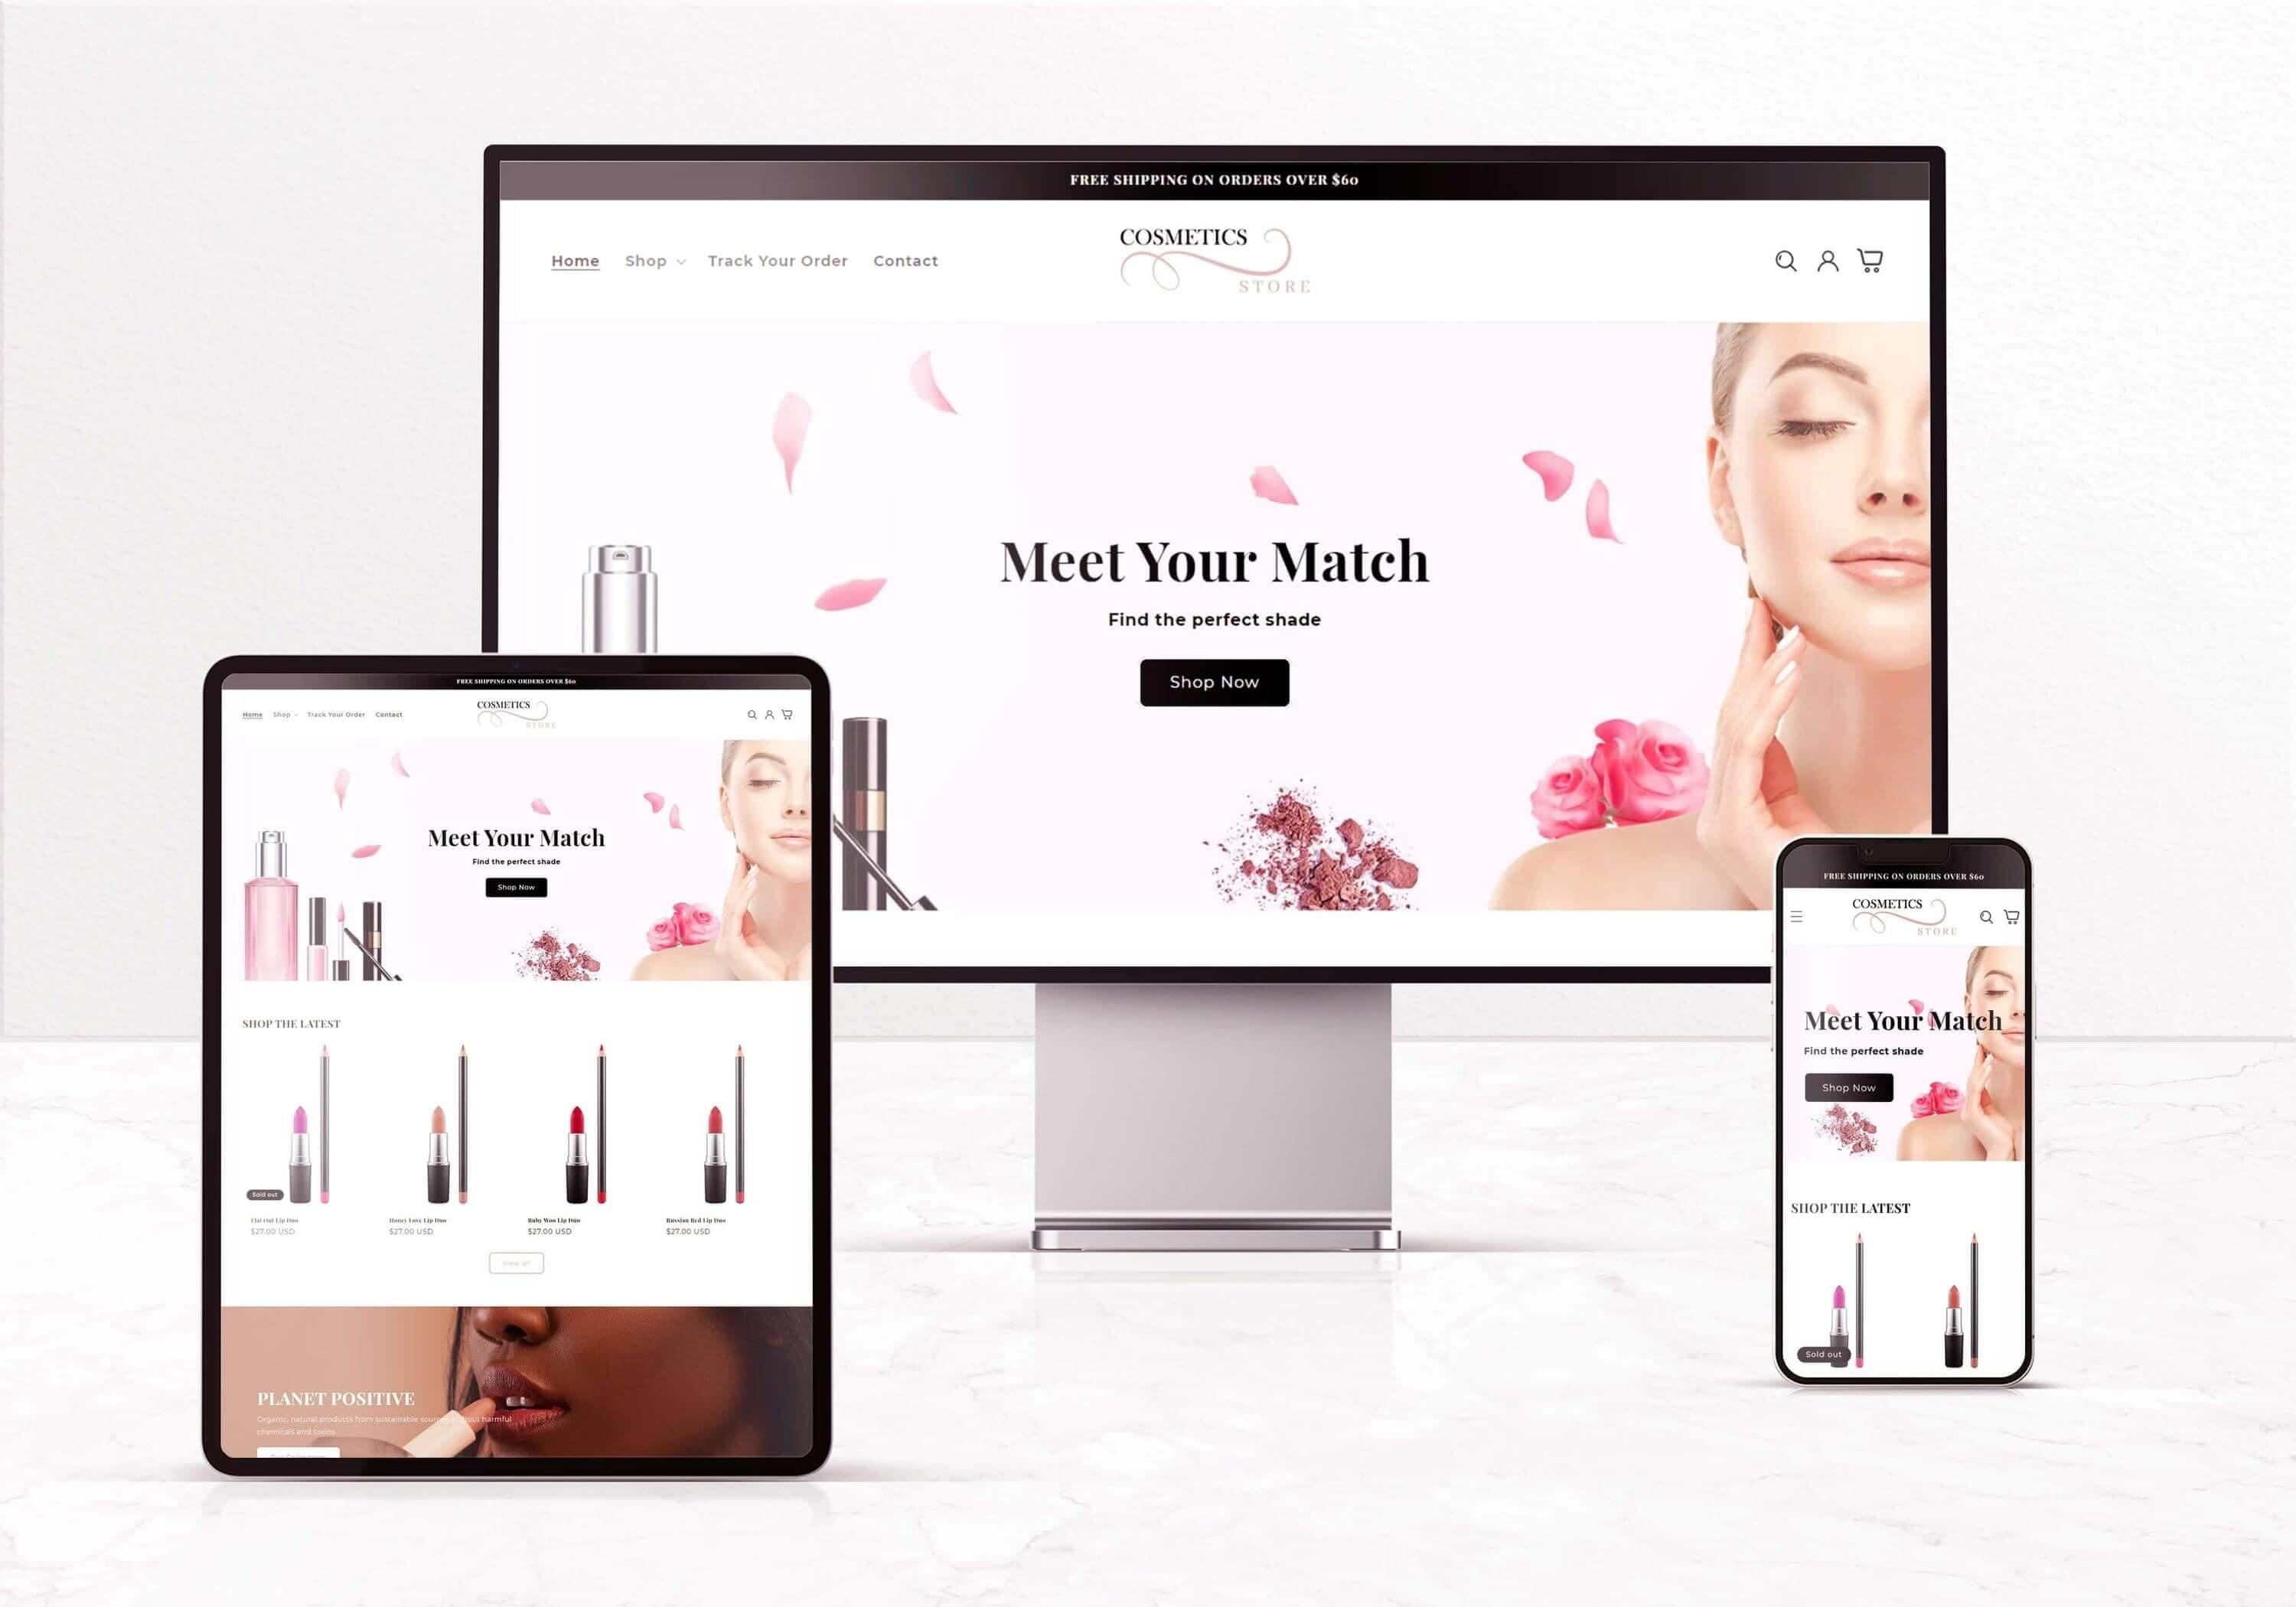 FREE SHIPPING ON ORDERS OVER $60
Home Shop Track Your Order Contact
COSMETICS
STORE
Meet Your Match
Find the perfect shade
Shop Now
FREE SHIPPING ON ORDERS OVER $60
Home Shop Track Your Order Contact
COSMETICS
STORE
Meet Your Match
Find the perfect shade
Shop Now
SHOP THE LATEST
Sold out
Flat Out Lip Duo Honey Love Lip Duo Ruby Woo Lip Duo Russian Red Lip Duo
$27.00 USD $27.00 USD $27.00 USD $27.00 USD
View all
PLANET POSITIVE
Organic, natural products from sustainable sources without harmful
chemicals and toxins
FREE SHIPPING ON ORDERS OVER $60
COSMETICS
STORE
Meet Your Match
Find the perfect shade
Shop Now
SHOP THE LATEST
Sold out